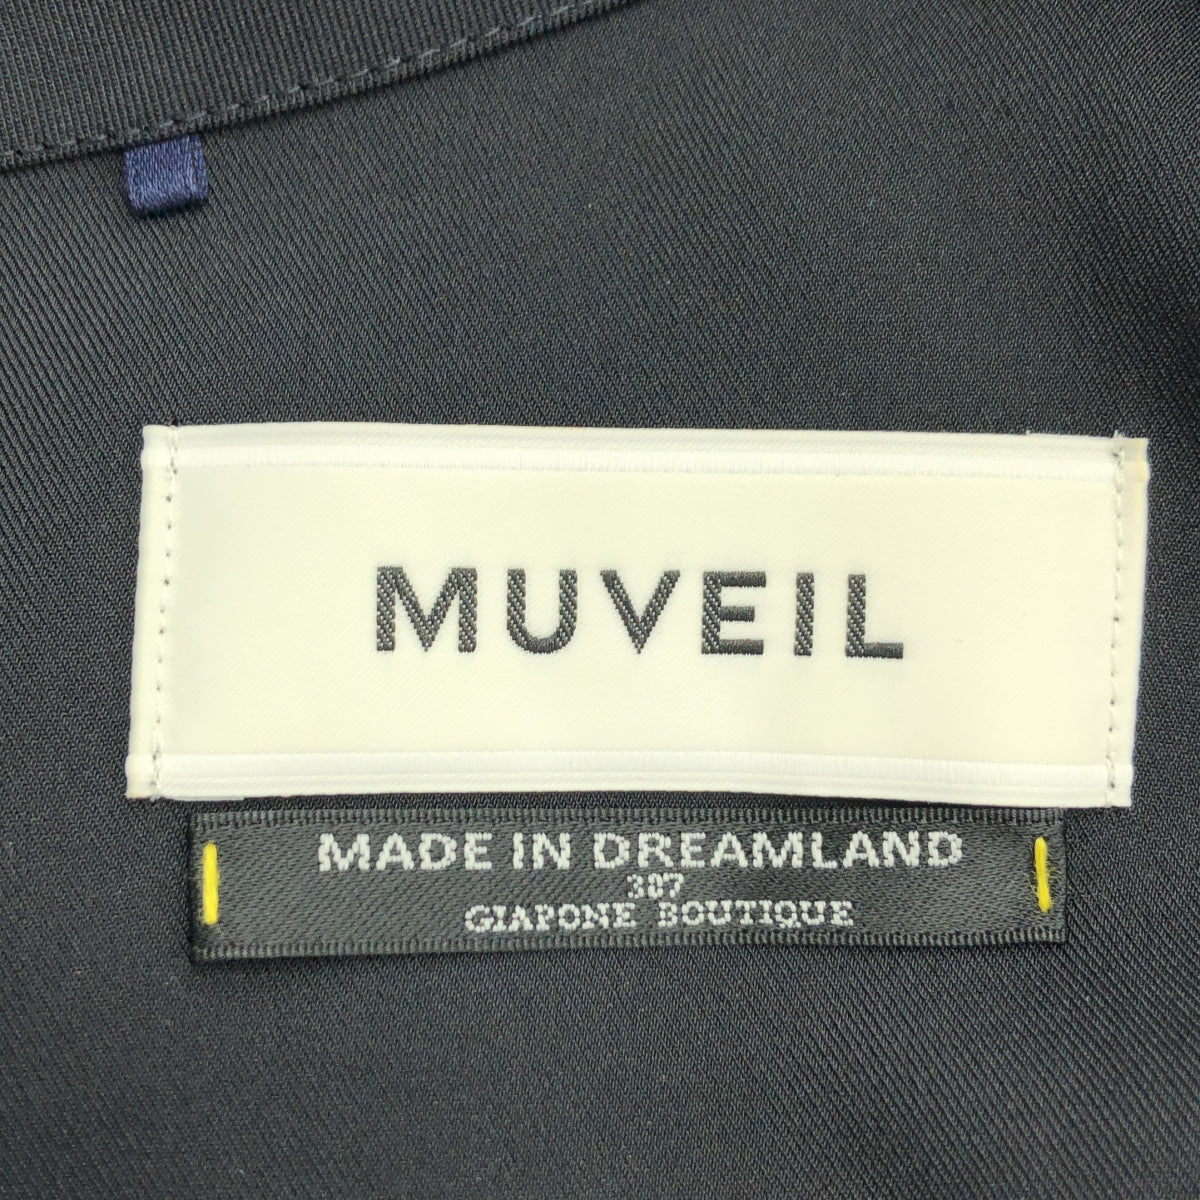 MUVEIL
MADE IN DREAMLAND
387
GIAPONE BOUTIQUE